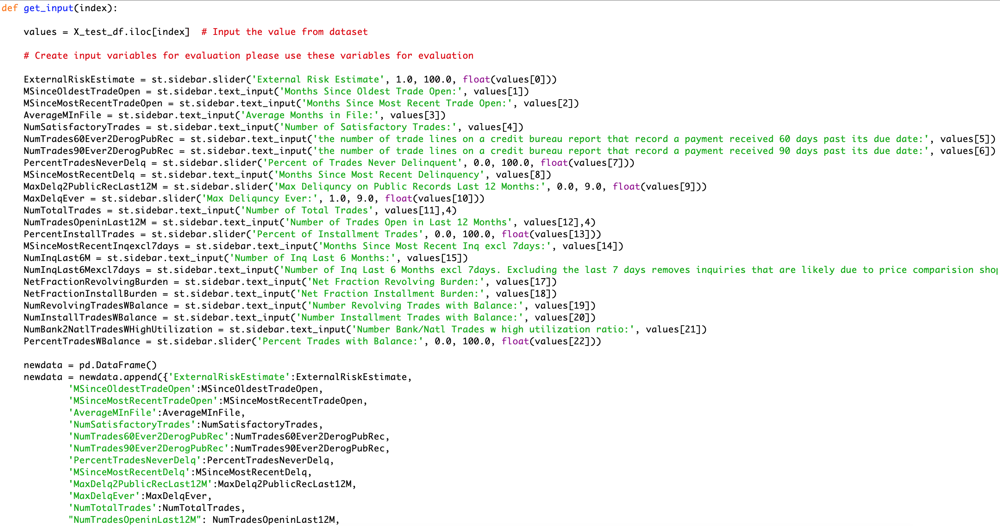 def get_input(index):
values = X_test_df.iloc[index]  # Input the value from dataset
# Create input variables for evaluation please use these variables for evaluation
ExternalRiskEstimate = st.sidebar.slider('External Risk Estimate', 1.0, 100.0, float(values[0]))
MSinceOldestTradeOpen = st.sidebar.text_input('Months Since Oldest Trade Open:', values[1])
MSinceMostRecentTradeOpen = st.sidebar.text_input('Months Since Most Recent Trade Open:', values[2])
AverageMInFile = st.sidebar.text_input('Average Months in File:', values[3])
NumSatisfactoryTrades = st.sidebar.text_input('Number of Satisfactory Trades:', values[4])
NumTrades60Ever2DerogPubRec = st.sidebar.text_input('the number of trade lines on a credit bureau report that record a payment received 60 days past its due date:', values[5])
NumTrades90Ever2DerogPubRec = st.sidebar.text_input('the number of trade lines on a credit bureau report that record a payment received 90 days past its due date:', values[6])
PercentTradesNeverDelq = st.sidebar.slider('Percent of Trades Never Delinquent', 0.0, 100.0, float(values[7]))
MSinceMostRecentDelq = st.sidebar.text_input('Months Since Most Recent Delinquency', values[8])
MaxDelq2PublicRecLast12M = st.sidebar.slider('Max Deliquncy on Public Records Last 12 Months:', 0.0, 9.0, float(values[9]))
MaxDelqEver = st.sidebar.slider('Max Deliquncy Ever:', 1.0, 9.0, float(values[10]))
NumTotalTrades = st.sidebar.text_input('Number of Total Trades', values[11],4)
NumTradesOpeninLast12M = st.sidebar.text_input('Number of Trades Open in Last 12 Months', values[12],4)
PercentInstallTrades = st.sidebar.slider('Percent of Installment Trades', 0.0, 100.0, float(values[13]))
MSinceMostRecentInqexcl7days = st.sidebar.text_input('Months Since Most Recent Inq excl 7days:', values[14])
NumInqLast6M = st.sidebar.text_input('Number of Inq Last 6 Months:', values[15])
NumInqLast6Mexcl7days = st.sidebar.text_input('Number of Inq Last 6 Months excl 7days. Excluding the last 7 days removes inquiries that are likely due to price comparision
NetFractionRevolvingBurden = st.sidebar.text_input('Net Fraction Revolving Burden:', values[17])
NetFractionInstallBurden = st.sidebar.text_input('Net Fraction Installment Burden:', values[18])
NumRevolvingTradesWBalance = st.sidebar.text_input('Number Revolving Trades with Balance:', values[19])
NumInstallTradesWBalance = st.sidebar.text_input('Number Installment Trades with Balance:', values[20])
NumBank2NatlTradesWHighUtilization = st.sidebar.text_input('Number Bank/Natl Trades w high utilization ratio:', values[21])
PercentTradesWBalance = st.sidebar.slider('Percent Trades with Balance:', 0.0, 100.0, float(values[22]))
newdata = pd.DataFrame()
newdata = newdata.append({'ExternalRiskEstimate':ExternalRiskEstimate,
'MSinceOldestTradeOpen':MSinceOldestTradeOpen,
'MSinceMostRecentTradeOpen':MSinceMostRecentTradeOpen,
'AverageMInFile':AverageMInFile,
'NumSatisfactoryTrades':NumSatisfactoryTrades,
'NumTrades60Ever2DerogPubRec':NumTrades60Ever2DerogPubRec,
'NumTrades90Ever2DerogPubRec':NumTrades90Ever2DerogPubRec,
'PercentTradesNeverDelq':PercentTradesNeverDelq,
'MSinceMostRecentDelq':MSinceMostRecentDelq,
'MaxDelq2PublicRecLast12M':MaxDelq2PublicRecLast12M,
'MaxDelqEver':MaxDelqEver,
'NumTotalTrades':NumTotalTrades,
"NumTradesOpeninLast12M": NumTradesOpeninLast12M,